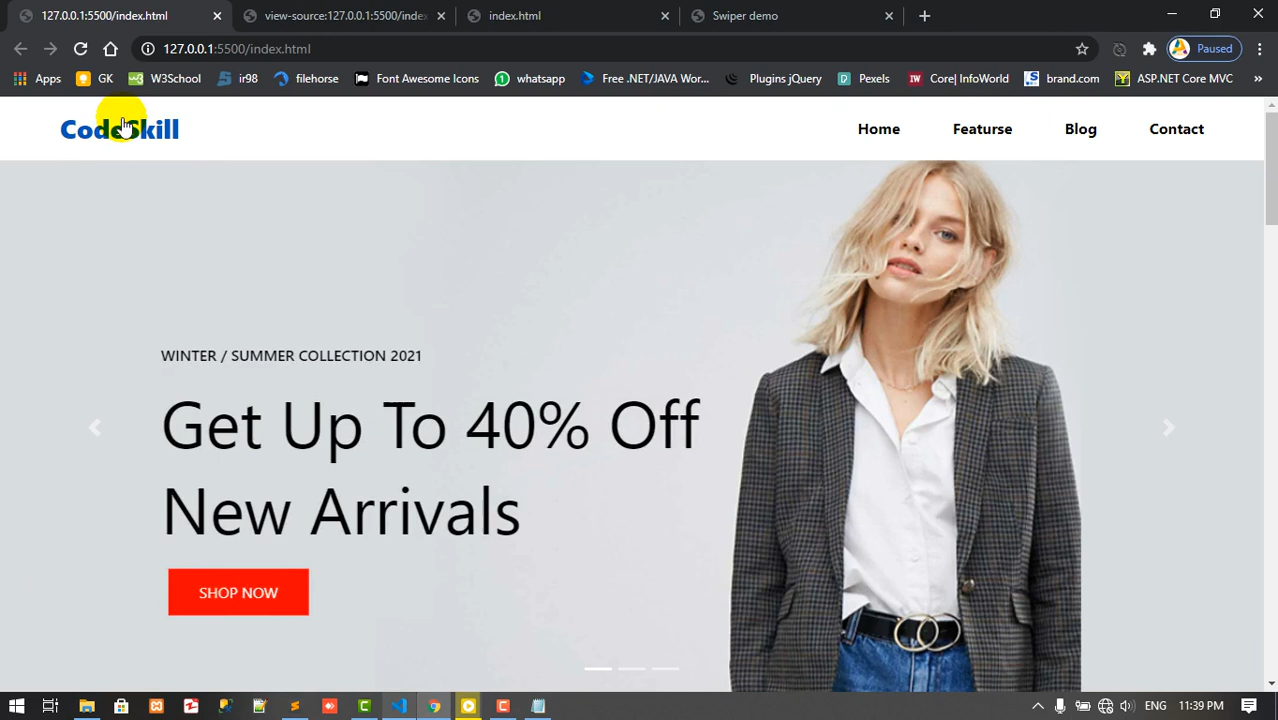 127.0.0.1:5500/index.html
view-source:127.0.0.1:5500/index
index.html
Swiper demo
127.0.0.1:5500/index.html
Paused
Apps
GK
W3School
ir98
filehorse
Font Awesome Icons
whatsapp
Free .NET/JAVA Wor...
Plugins jQuery
Pexels
Core| InfoWorld
brand.com
ASP.NET Core MVC
»
CodeSkill
Home
Featurse
Blog
Contact
WINTER / SUMMER COLLECTION 2021
Get Up To 40% Off
New Arrivals
SHOP NOW
ENG
11:39 PM